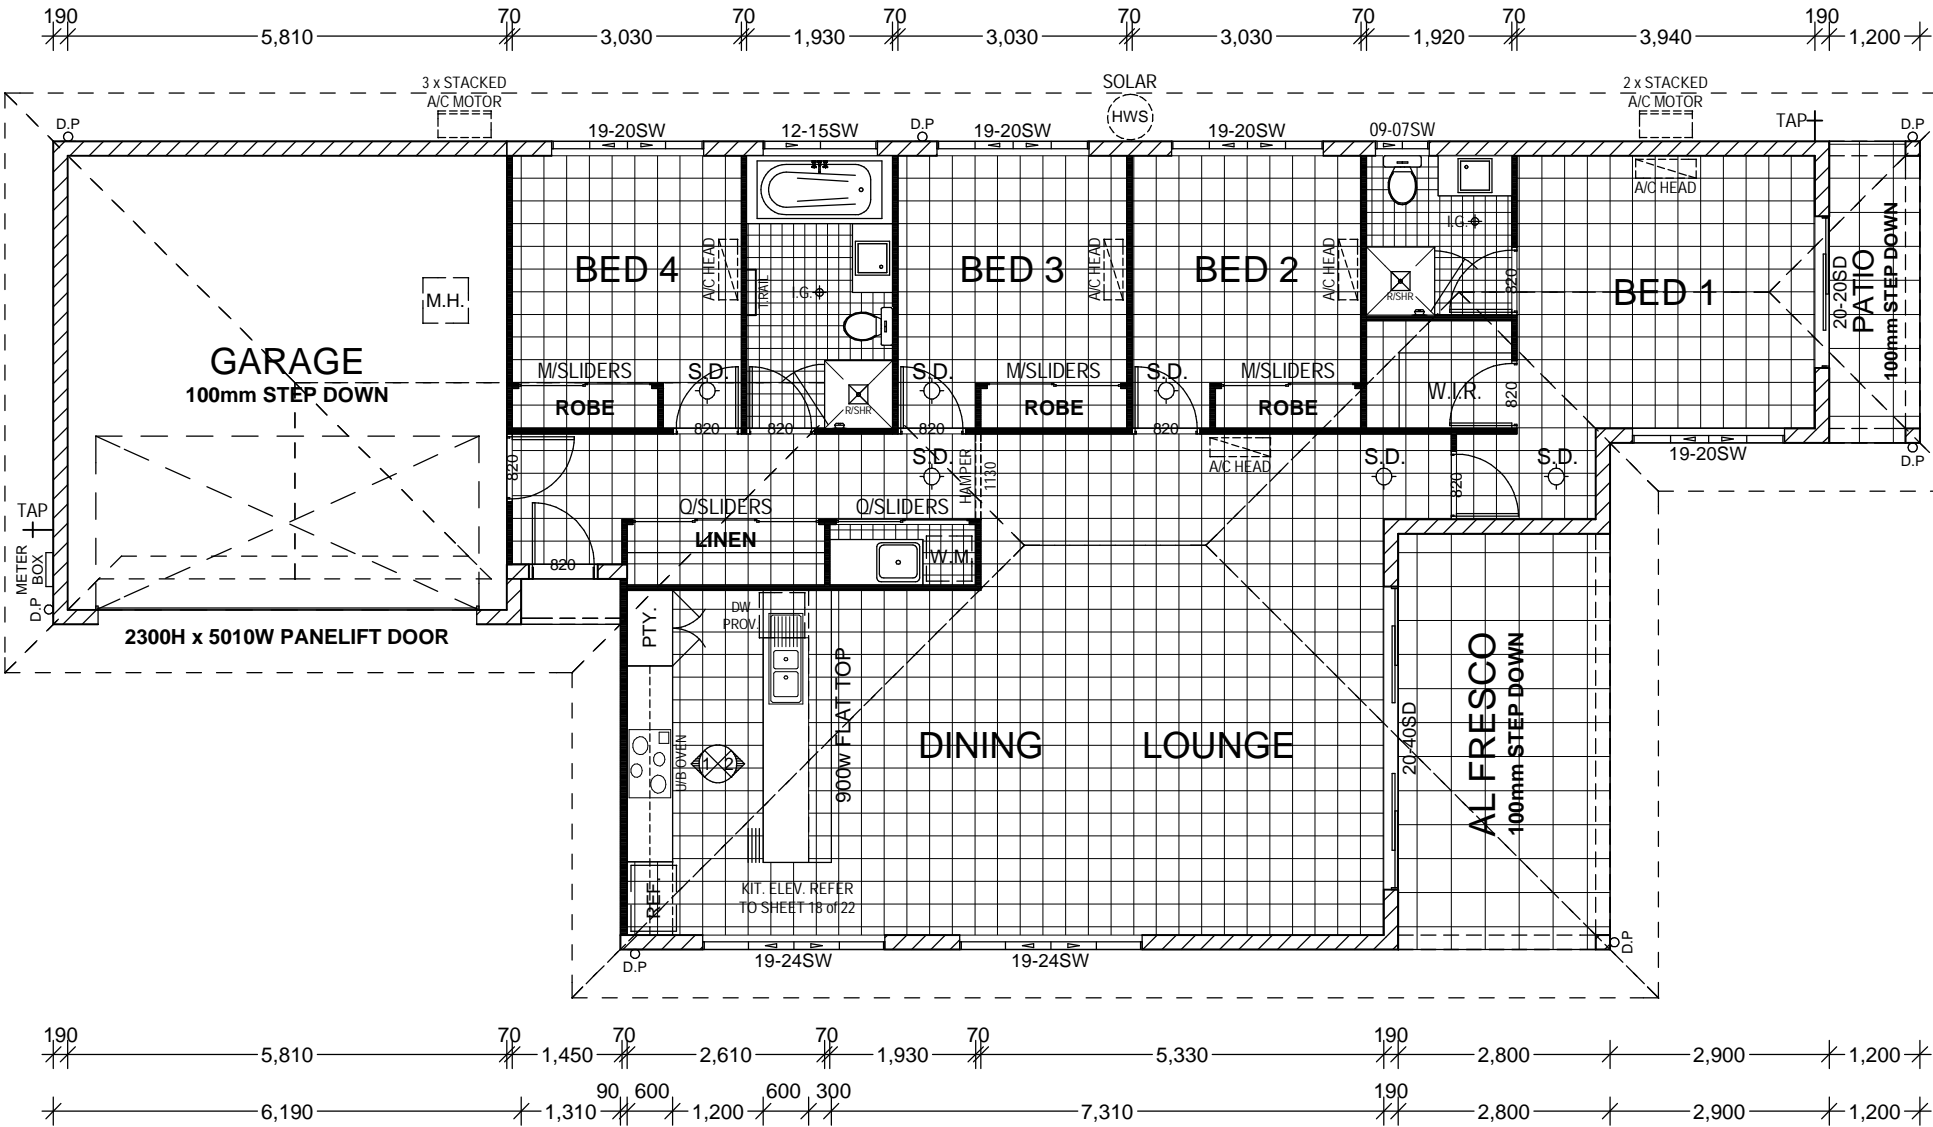 190 70 70 70 70 70 70 190
5,810 3,030 1,930 3,030 3,030 1,920 3,940 1,200
3 x STACKED
A/C MOTOR
SOLAR
HWS
2 x STACKED
A/C MOTOR
TAP
D.P
D.P
D.P
19-20SW
12-15SW
19-20SW
19-20SW
09-07SW
A/C HEAD
I.G.
M.H.
BED 4
A/C HEAD
T.RAIL
I.G.
BED 3
A/C HEAD
BED 2
A/C HEAD
R/SHR
820
BED 1
20-20SD
PATIO
100mm STEP DOWN
GARAGE
100mm STEP DOWN
M/SLIDERS
S.D.
ROBE
R/SHR
S.D.
M/SLIDERS
ROBE
S.D.
M/SLIDERS
ROBE
W.I.R.
820
820
820
820
820
820
S.D.
HAMPER
1130
A/C HEAD
S.D.
820
S.D.
19-20SW
D.P
TAP
METER
BOX
D.P
Q/SLIDERS
LINEN
Q/SLIDERS
W.M.
820
2300H x 5010W PANELIFT DOOR
PTY.
DW
PROV.
900w FLAT TOP
U/B OVEN
1 2
DINING
LOUNGE
20-40SD
AL FRESCO
100mm STEP DOWN
REF.
KIT. ELEV. REFER
TO SHEET 18 of 22
D.P
19-24SW
19-24SW
D.P
190 70 70 70 70 190
5,810 1,450 2,610 1,930 5,330 2,800 2,900 1,200
90 600 600 300 190
6,190 1,310 1,200 7,310 2,800 2,900 1,200